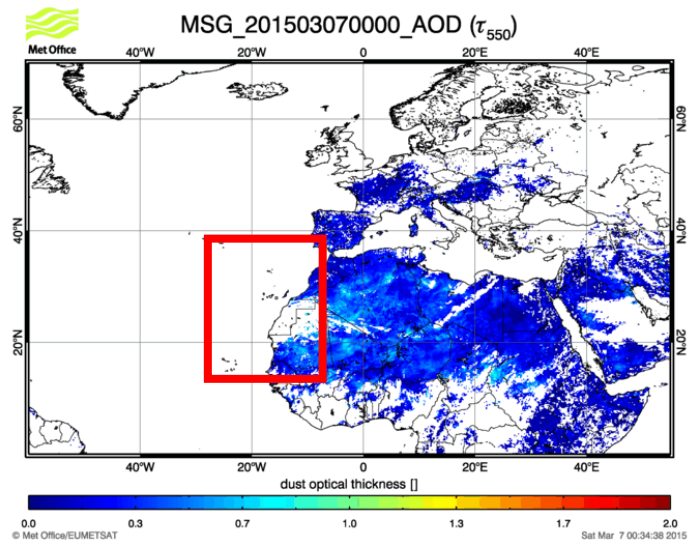 Met Office
MSG_201503070000_AOD (τ550)
40°W 20°W 0 20°E 40°E
60°N 60°N
40°N 40°N
20°N 20°N
40°W 20°W 0 20°E 40°E
dust optical thickness []
0.0 0.3 0.7 1.0 1.3 1.7 2.0
© Met Office/EUMETSAT Sat Mar 7 00:34:38 2015